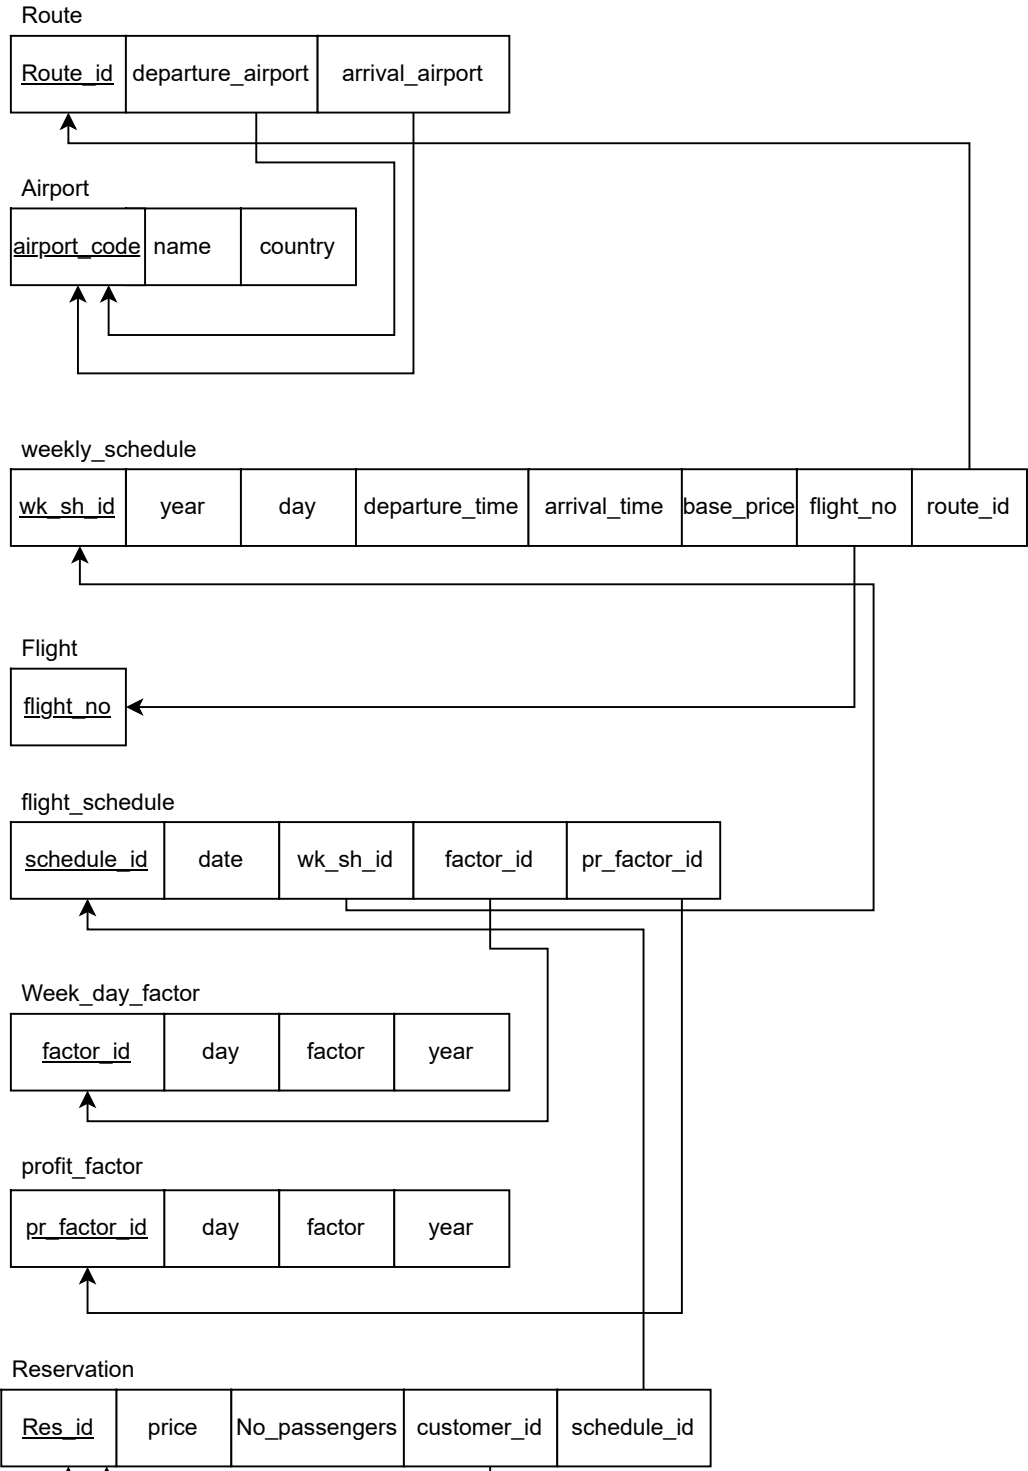 Route
Route_id departure_airport arrival_airport
Airport
airport_code name country
weekly_schedule
wk_sh_id year day departure_time arrival_time base_price flight_no route_id
Flight
flight_no
flight_schedule
schedule_id date wk_sh_id factor_id pr_factor_id
Week_day_factor
factor_id day factor year
profit_factor
pr_factor_id day factor year
Reservation
Res_id price No_passengers customer_id schedule_id